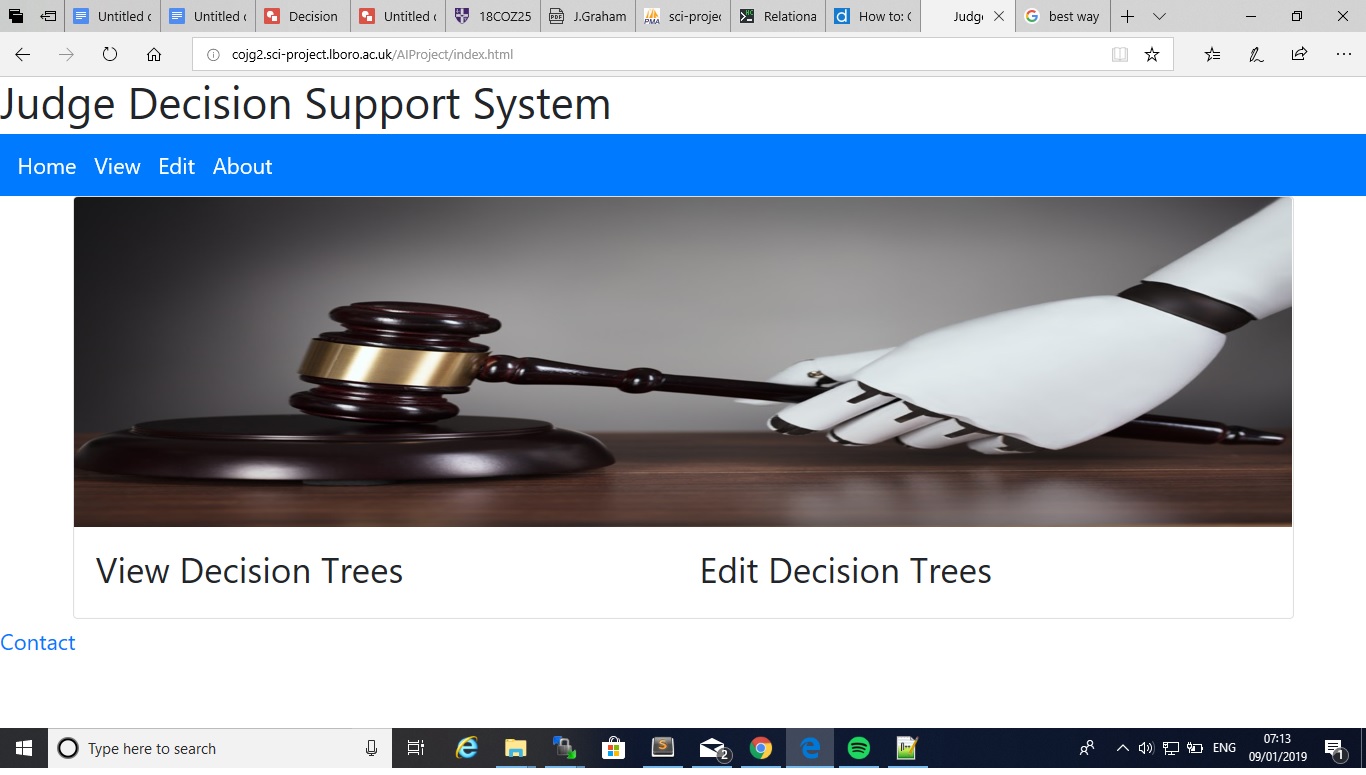 Untitled d
Untitled d
Decision
Untitled d
18COZ25
J.Graham
sci-projec
Relationa
How to: C
Judg
best way
cojg2.sci-project.lboro.ac.uk/AIProject/index.html
Judge Decision Support System
Home View Edit About
View Decision Trees Edit Decision Trees
Contact
Type here to search
2
ENG
07:13
09/01/2019
1